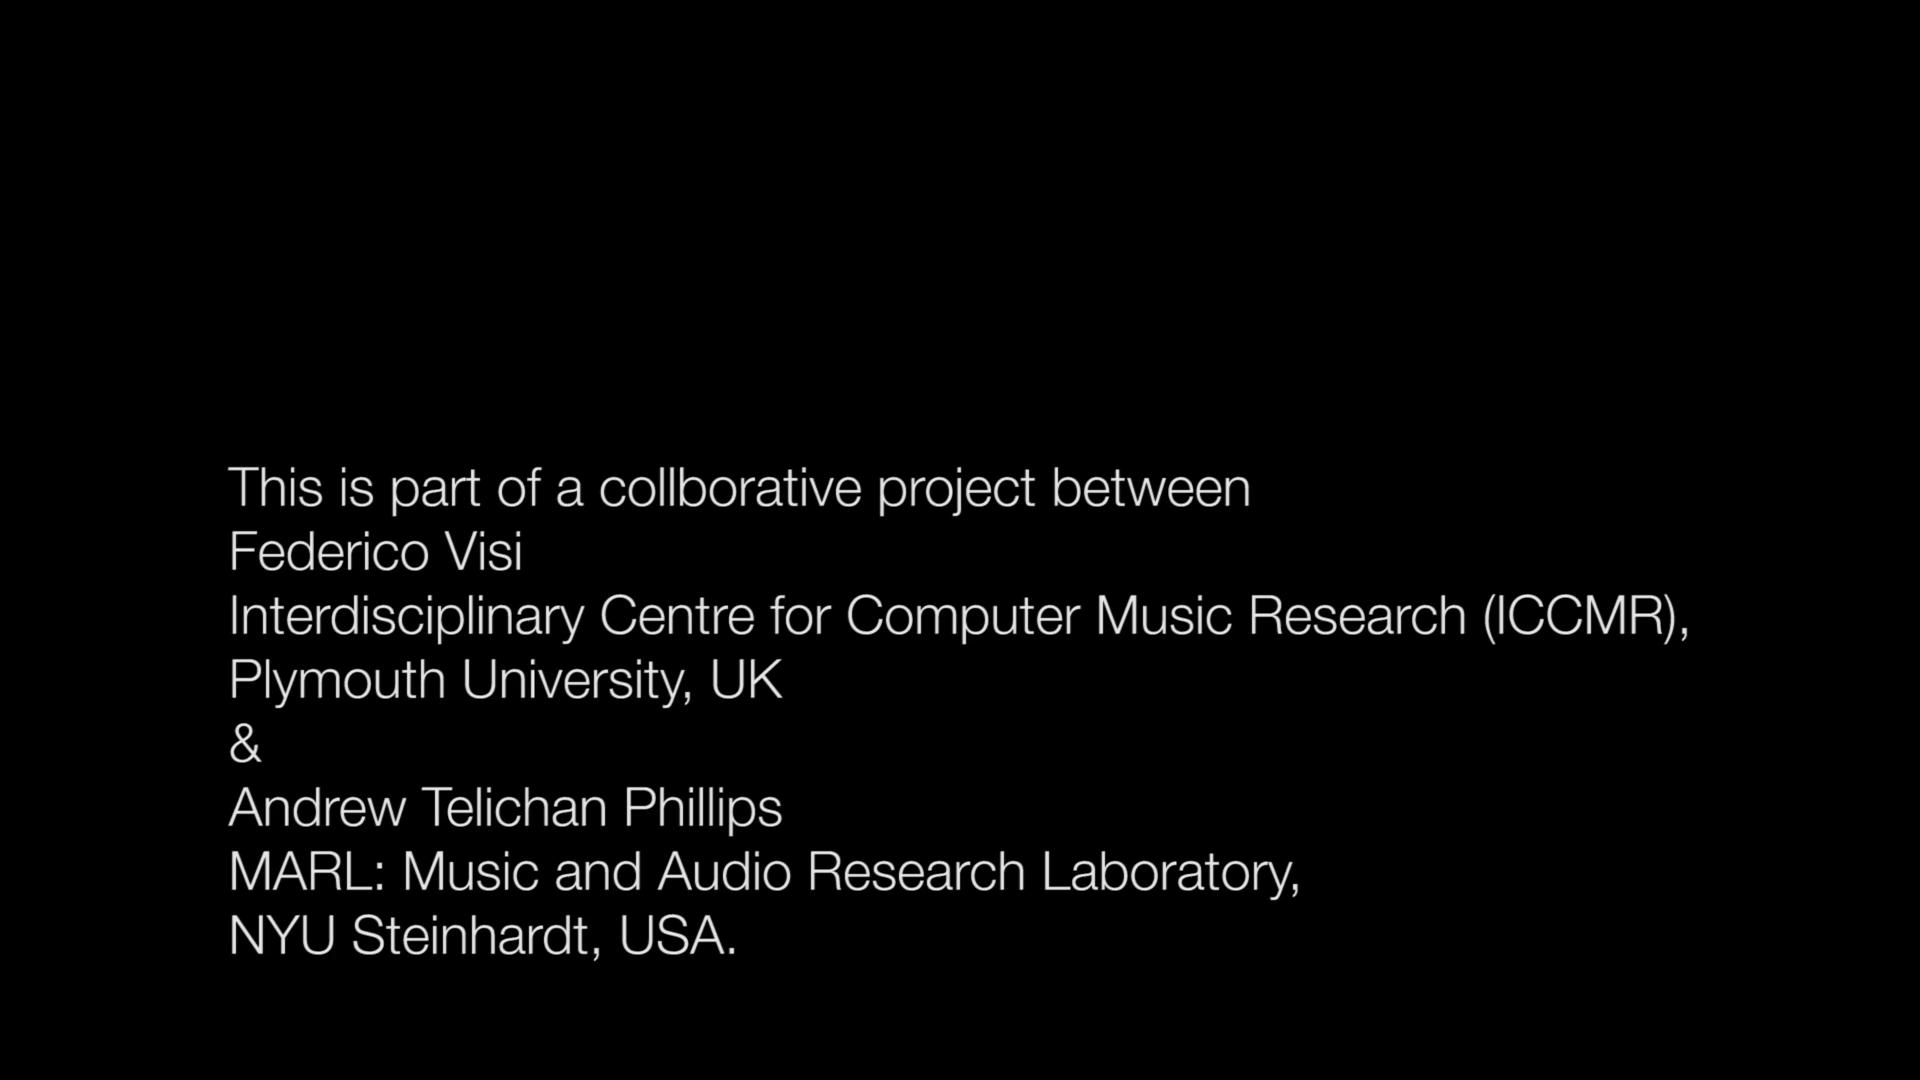 This is part of a collborative project between
Federico Visi
Interdisciplinary Centre for Computer Music Research (ICCMR),
Plymouth University, UK
&
Andrew Telichan Phillips
MARL: Music and Audio Research Laboratory,
NYU Steinhardt, USA.